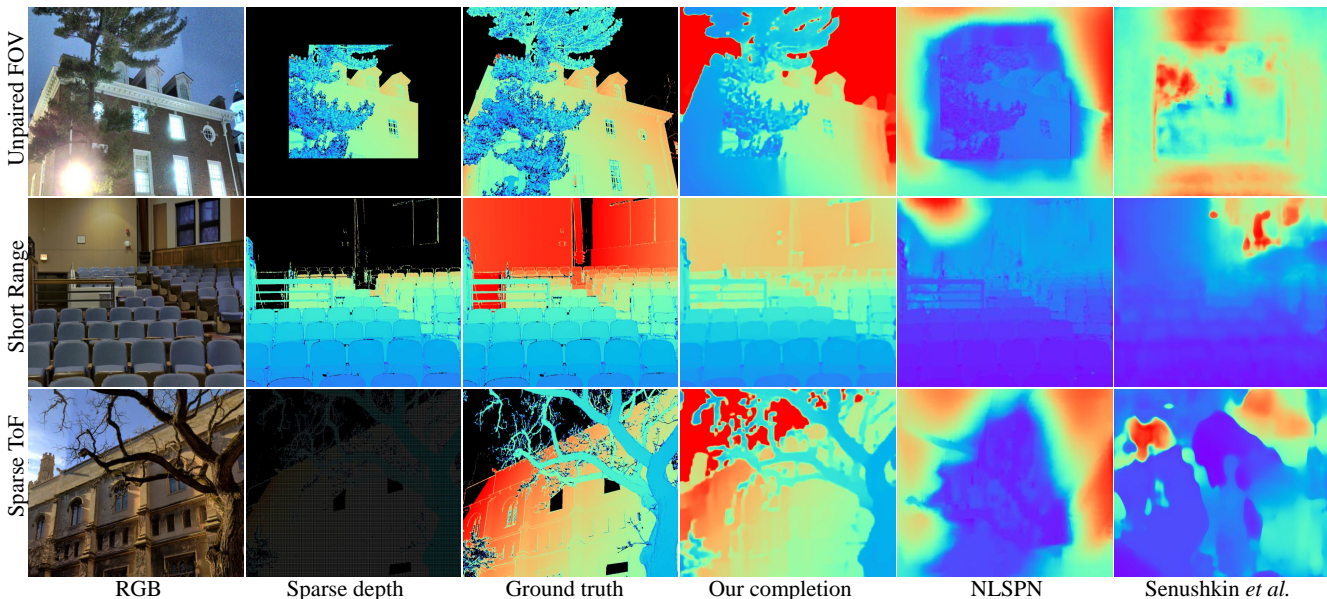 Unpaired FOV
Short Range
Sparse ToF
RGB
Sparse depth
Ground truth
Our completion
NLSPN
Senushkin et al.